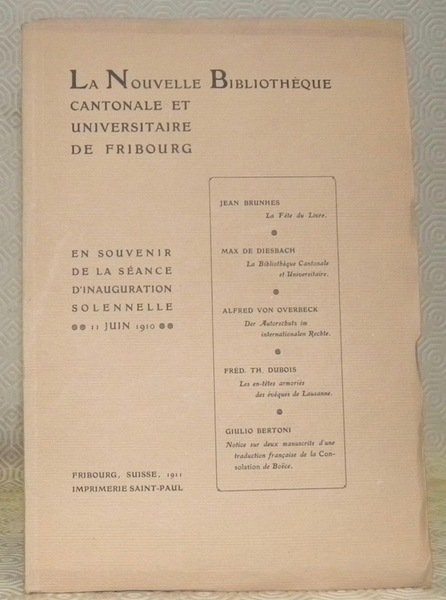 La Nouvelle Bibliothèque
CANTONALE ET
UNIVERSITAIRE
DE FRIBOURG
EN SOUVENIR
DE LA SÉANCE
D'INAUGURATION
SOLENNELLE
11 JUIN 1910
JEAN BRUNHES
La Fête du Livre.
MAX DE DIESBACH
La Bibliothèque Cantonale
et Universitaire.
ALFRED VON OVERBECK
Der Autorschutz im
internationalen Rechte.
FRÉD. TH. DUBOIS
Les en-têtes armoriés
des évêques de Lausanne.
GIULIO BERTONI
Notice sur deux manuscrits d'une
traduction française de la Con-
solation de Boèce.
FRIBOURG, SUISSE, 1911
IMPRIMERIE SAINT-PAUL